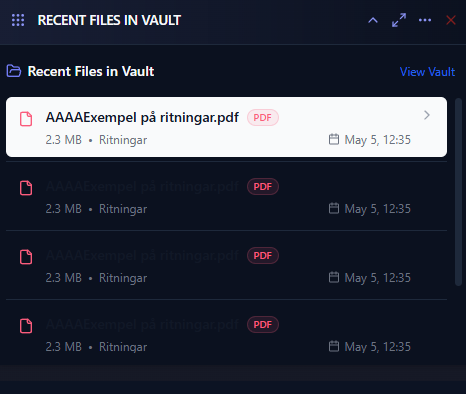 RECENT FILES IN VAULT
Recent Files in Vault View Vault
AAAAExempel på ritningar.pdf PDF
2.3 MB • Ritningar May 5, 12:35
AAAAExempel på ritningar.pdf PDF
2.3 MB • Ritningar May 5, 12:35
AAAAExempel på ritningar.pdf PDF
2.3 MB • Ritningar May 5, 12:35
AAAAExempel på ritningar.pdf PDF
2.3 MB • Ritningar May 5, 12:35